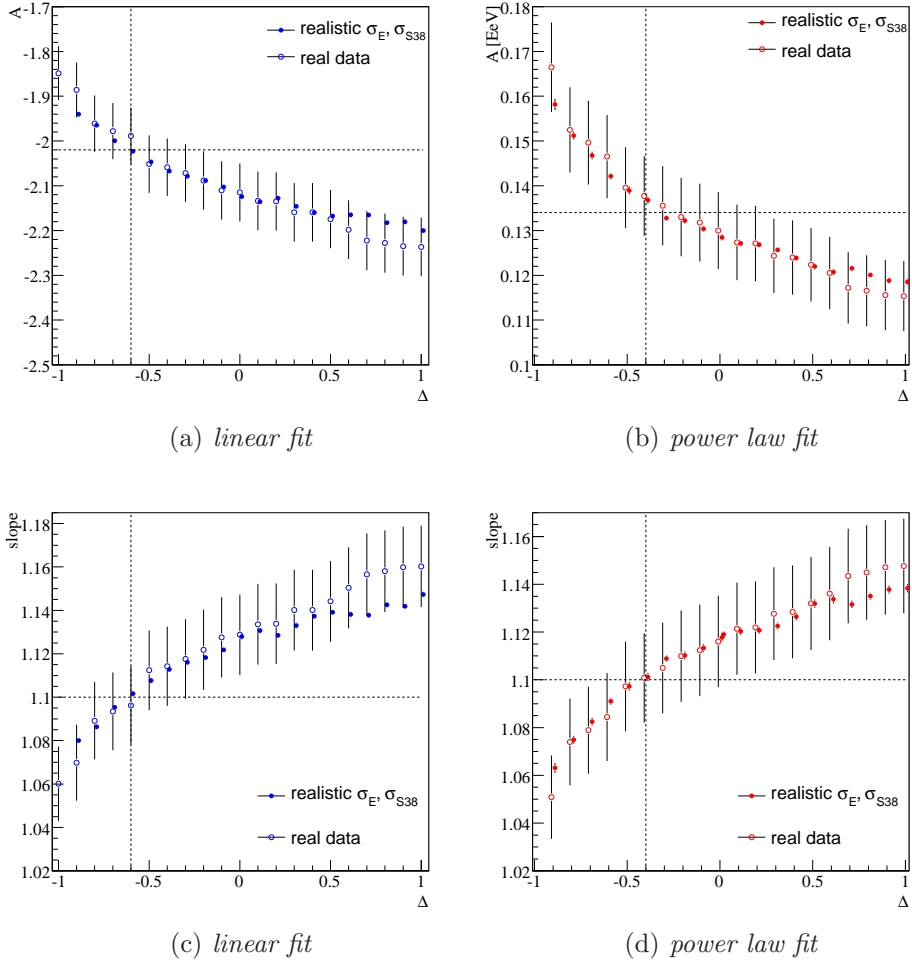 A
-1.7
-1.8
-1.9
-2
-2.1
-2.2
-2.3
-2.4
-2.5
-1 -0.5 0 0.5 1
Δ
realistic σE, σS38
real data
(a) linear fit
A [EeV]
0.18
0.17
0.16
0.15
0.14
0.13
0.12
0.11
0.1
-1 -0.5 0 0.5 1
Δ
realistic σE, σS38
real data
(b) power law fit
slope
1.18
1.16
1.14
1.12
1.10
1.08
1.06
1.04
1.02
-1 -0.5 0 0.5 1
Δ
realistic σE, σS38
real data
(c) linear fit
slope
1.16
1.14
1.12
1.1
1.08
1.06
1.04
1.02
-1 -0.5 0 0.5 1
Δ
realistic σE, σS38
real data
(d) power law fit